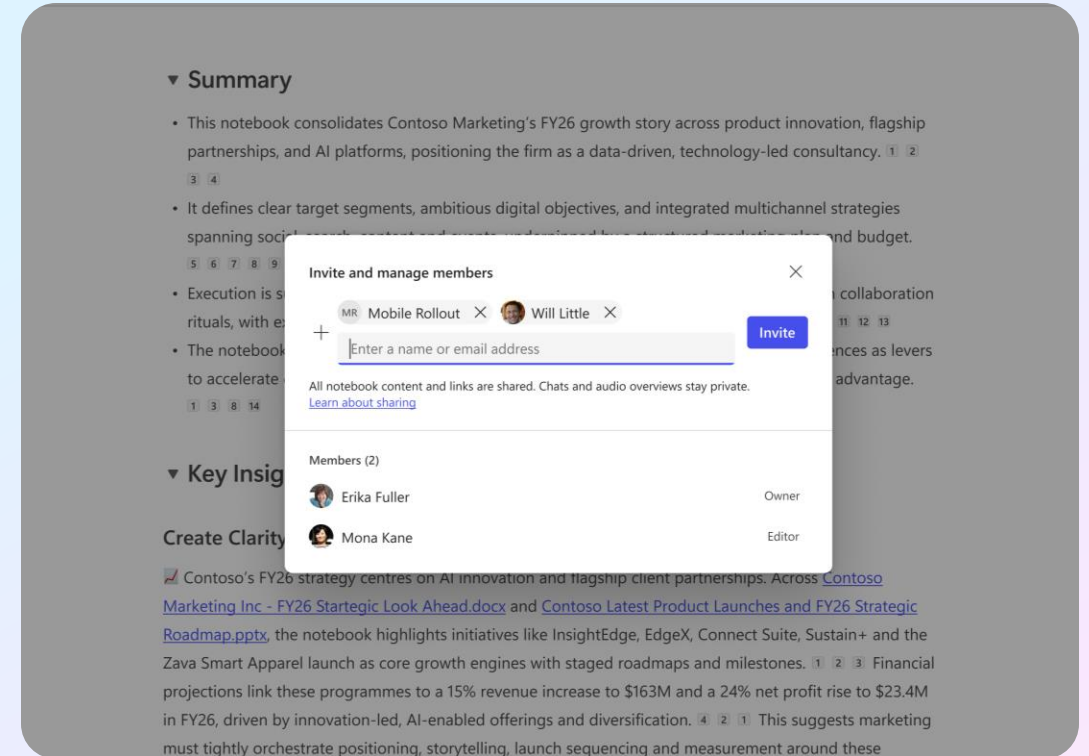 Summary
• This notebook consolidates Contoso Marketing's FY26 growth story across product innovation, flagship
partnerships, and AI platforms, positioning the firm as a data-driven, technology-led consultancy. 1 2
3 4
• It defines clear target segments, ambitious digital objectives, and integrated multichannel strategies
spanning and budget.
5 6 7 8 9
• Execution is collaboration
rituals, with 11 12 13
• The notebook as levers
to accelerate advantage.
1 3 8 14
Invite and manage members
MR Mobile Rollout Will Little
Enter a name or email address
Invite
All notebook content and links are shared. Chats and audio overviews stay private.
Learn about sharing
Members (2)
Erika Fuller Owner
Mona Kane Editor
Key
Create Clarity
Contoso's FY26 strategy centres on AI innovation and flagship client partnerships. Across Contoso
Marketing Inc - FY26 Startegic Look Ahead.docx and Contoso Latest Product Launches and FY26 Strategic
Roadmap.pptx, the notebook highlights initiatives like InsightEdge, EdgeX, Connect Suite, Sustain+ and the
Zava Smart Apparel launch as core growth engines with staged roadmaps and milestones. 1 2 3 Financial
projections link these programmes to a 15% revenue increase to $163M and a 24% net profit rise to $23.4M
in FY26, driven by innovation-led, AI-enabled offerings and diversification. 4 2 1 This suggests marketing
must tightly orchestrate positioning, storytelling, launch sequencing and measurement around these